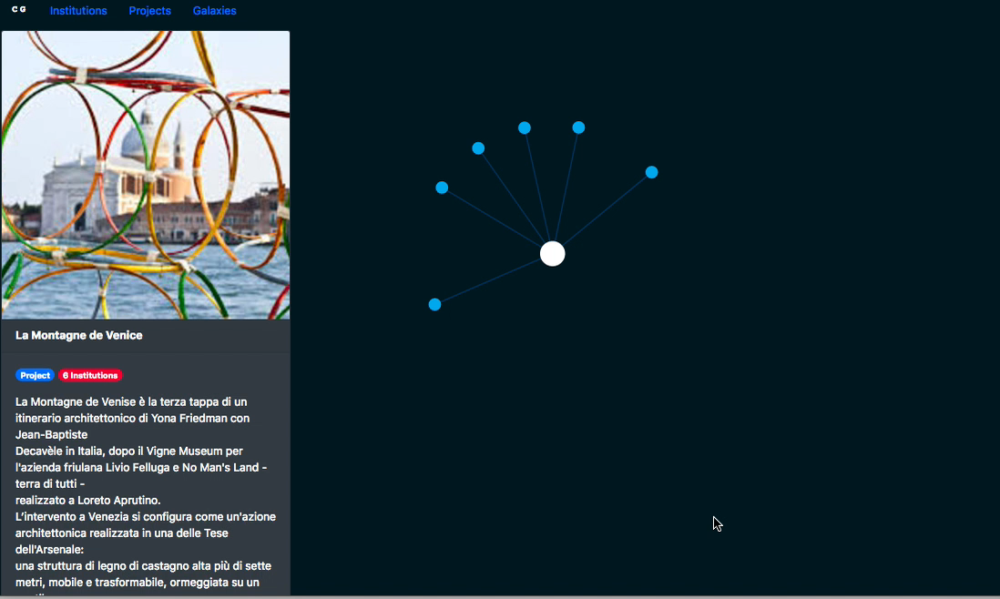 CG Institutions Projects Galaxies
La Montagne de Venice
Project 6 Institutions
La Montagne de Venise è la terza tappa di un
itinerario architettonico di Yona Friedman con
Jean-Baptiste
Decavèle in Italia, dopo il Vigne Museum per
l'azienda friulana Livio Felluga e No Man's Land -
terra di tutti -
realizzato a Loreto Aprutino.
L’intervento a Venezia si configura come un'azione
architettonica realizzata in una delle Tese
dell'Arsenale:
una struttura di legno di castagno alta più di sette
metri, mobile e trasformabile, ormeggiata su un